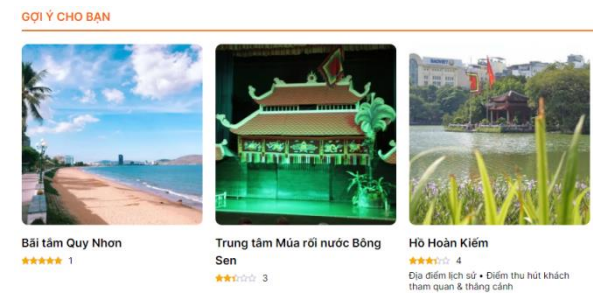 GỢI Ý CHO BẠN
Bãi tắm Quy Nhơn
1
Trung tâm Múa rối nước Bông
Sen
3
Hồ Hoàn Kiếm
4
Địa điểm lịch sử • Điểm thu hút khách
tham quan & thắng cảnh